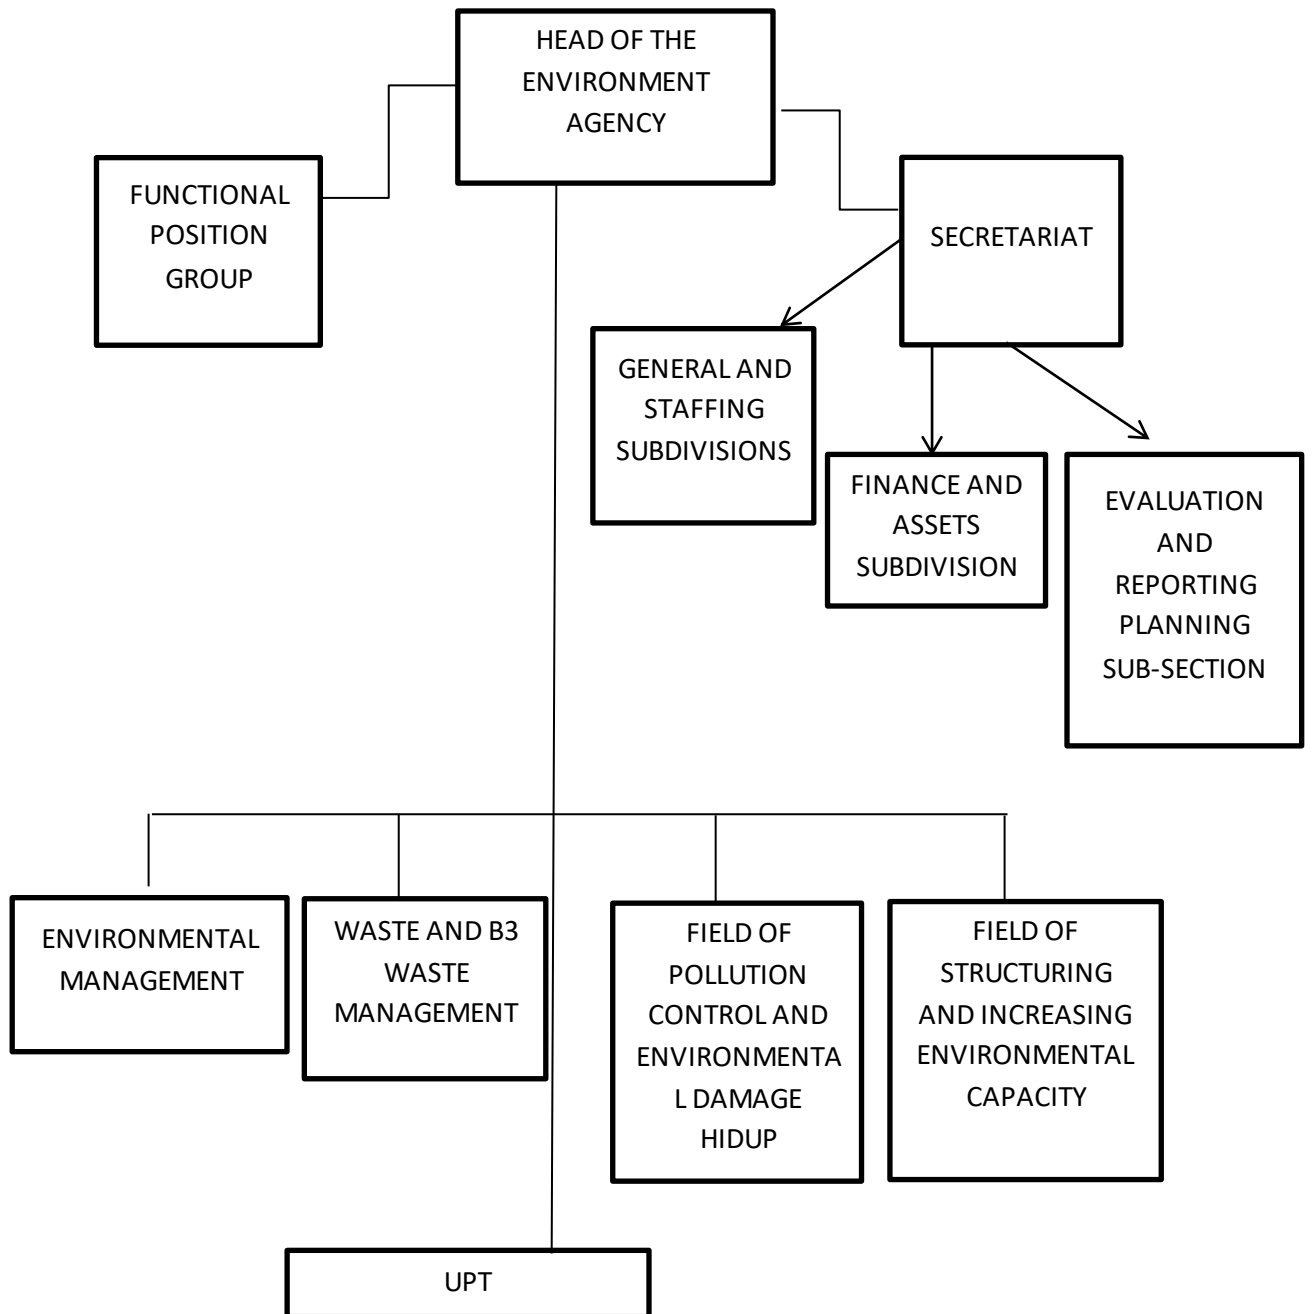 HEAD OF THE
ENVIRONMENT
AGENCY
FUNCTIONAL
POSITION
GROUP
SECRETARIAT
GENERAL AND
STAFFING
SUBDIVISIONS
FINANCE AND
ASSETS
SUBDIVISION
EVALUATION
AND
REPORTING
PLANNING
SUB-SECTION
ENVIRONMENTAL
MANAGEMENT
WASTE AND B3
WASTE
MANAGEMENT
FIELD OF
POLLUTION
CONTROL AND
ENVIRONMENTA
L DAMAGE
HIDUP
FIELD OF
STRUCTURING
AND INCREASING
ENVIRONMENTAL
CAPACITY
UPT